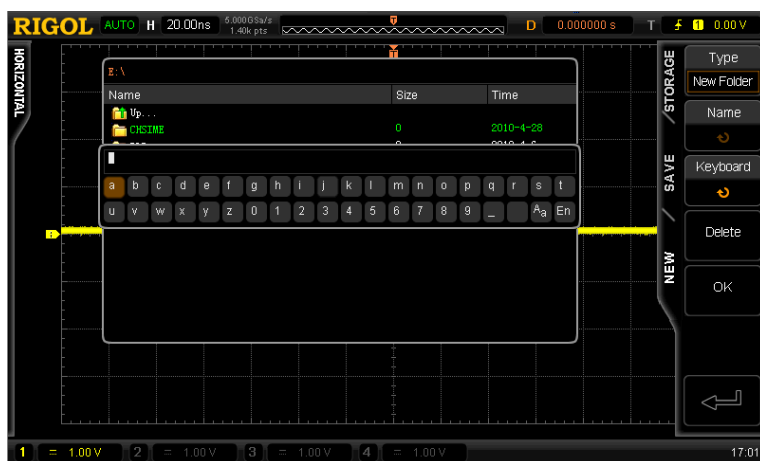 RIGOL AUTO H 20.00ns 5.000GSa/s 1.40k pts T D 0.000000 s T 1 0.00 V
HORIZONTAL
T
E:\
Name Size Time
Up...
CHSIME 0 2010-4-28
a b c d e f g h i j k l m n o p q r s t
u v w x y z 0 1 2 3 4 5 6 7 8 9 _ Aa En
STORAGE
SAVE
NEW
Type
New Folder
Name
Keyboard
Delete
OK
1 = 1.00 V 2 = 1.00 V 3 = 1.00 V 4 = 1.00 V 17:01